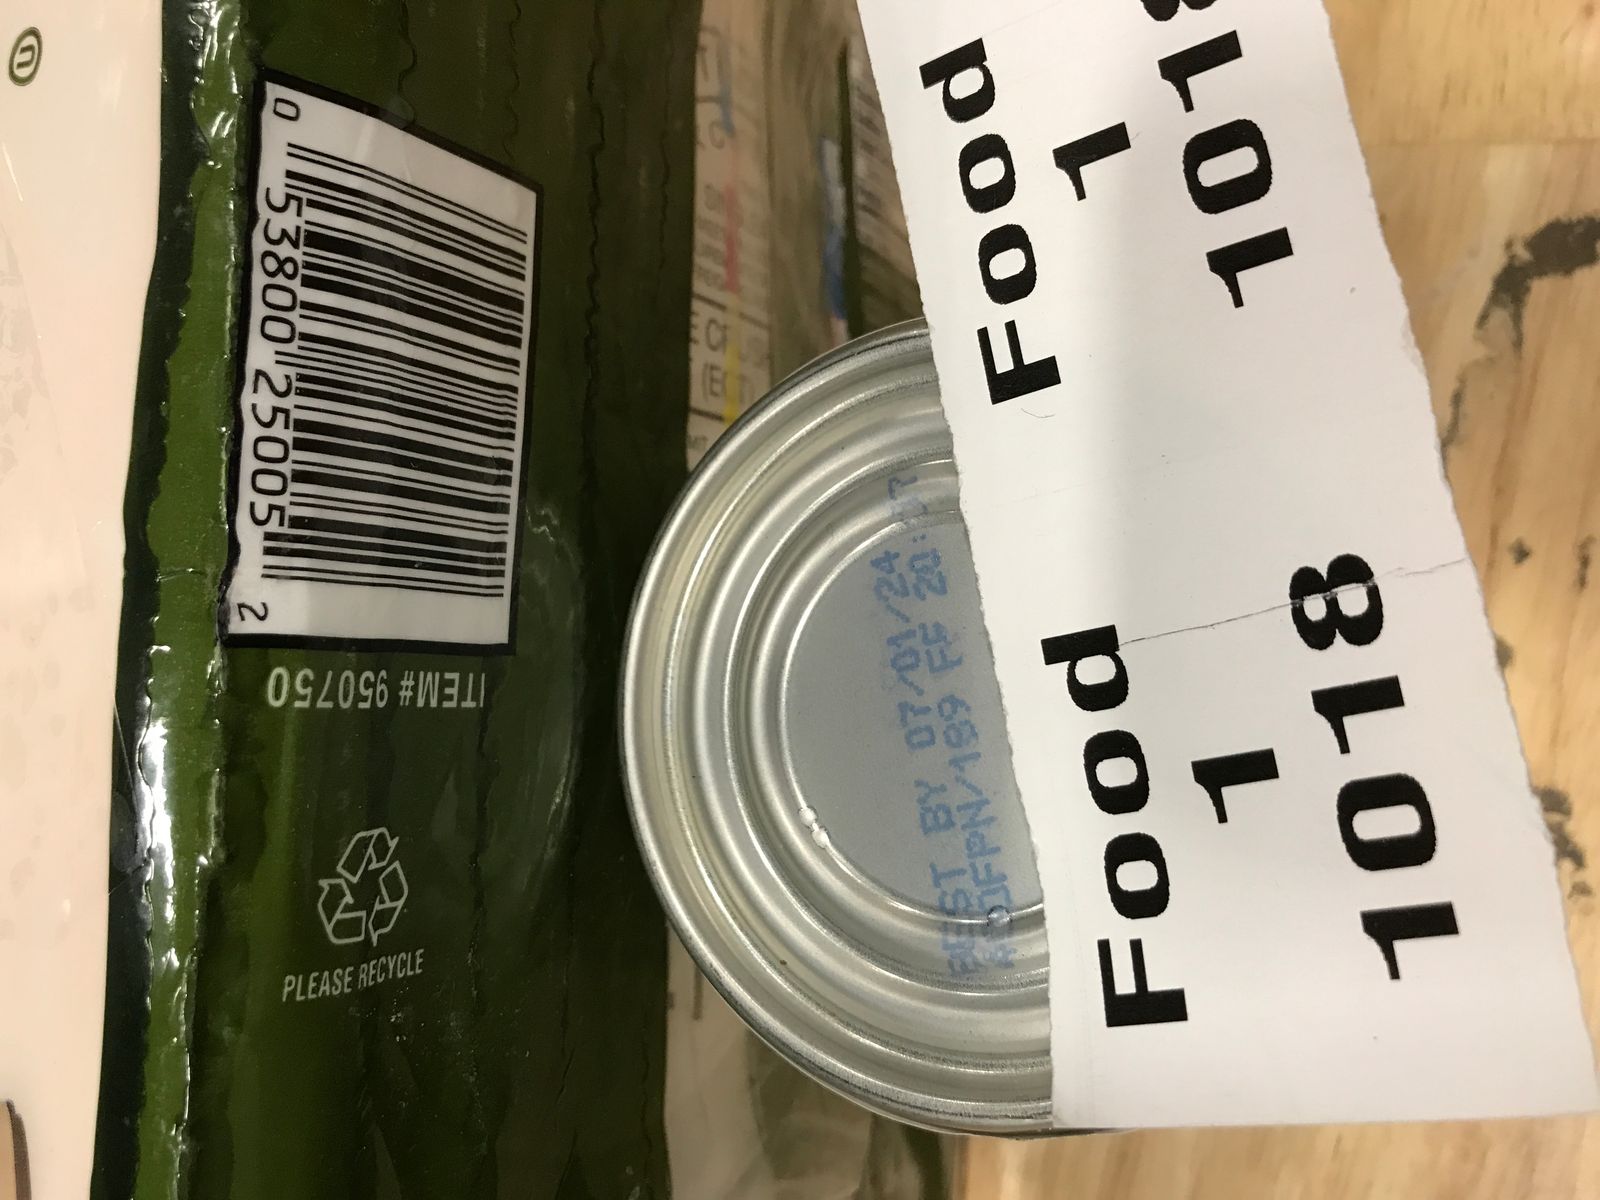 0 53800 25005 2
ITEM# 950750
PLEASE RECYCLE
BEST BY 07/01/24
Food
1
1018
Food
1
1018